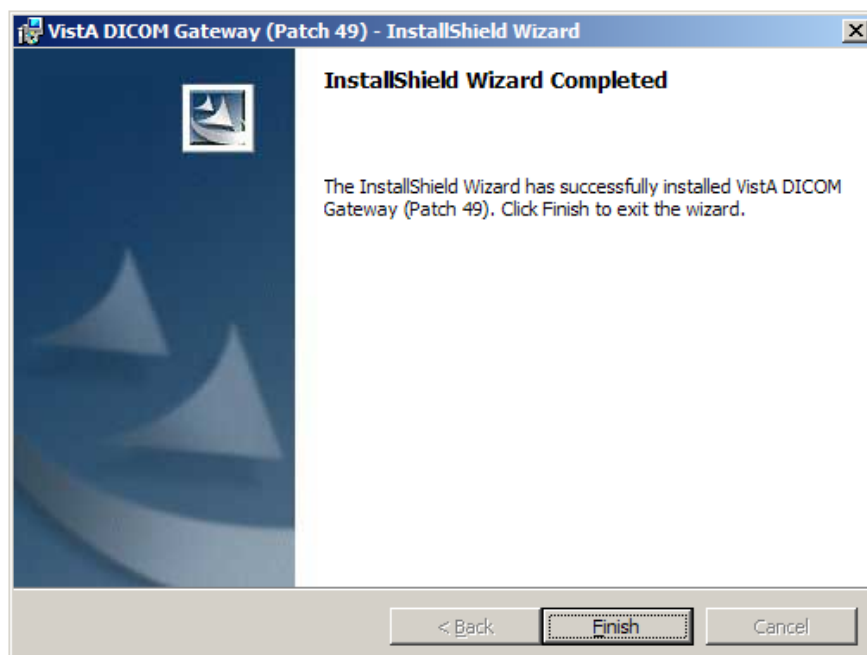 VistA DICOM Gateway (Patch 49) - InstallShield Wizard
InstallShield Wizard Completed
The InstallShield Wizard has successfully installed VistA DICOM
Gateway (Patch 49). Click Finish to exit the wizard.
< Back
Finish
Cancel